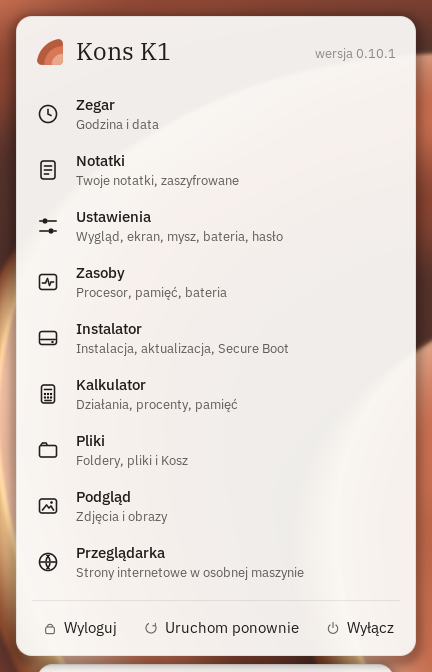 Kons K1
wersja 0.10.1
Zegar
Godzina i data
Notatki
Twoje notatki, zaszyfrowane
Ustawienia
Wygląd, ekran, mysz, bateria, hasło
Zasoby
Procesor, pamięć, bateria
Instalator
Instalacja, aktualizacja, Secure Boot
Kalkulator
Działania, procenty, pamięć
Pliki
Foldery, pliki i Kosz
Podgląd
Zdjęcia i obrazy
Przeglądarka
Strony internetowe w osobnej maszynie
Wyloguj
Uruchom ponownie
Wyłącz